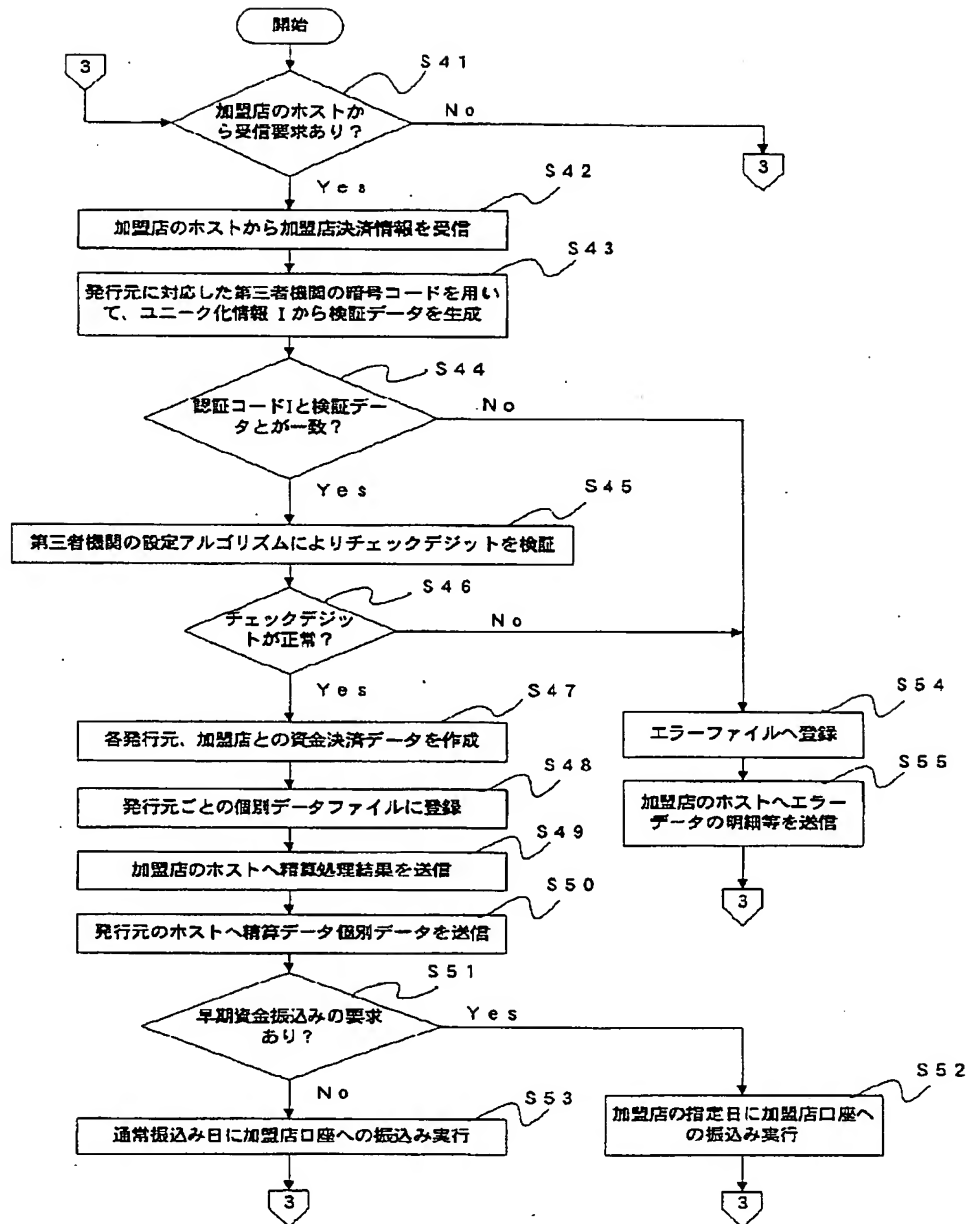 開始
3
S41
加盟店のホストか
ら受信要求あり？
No
3
Yes
S42
加盟店のホストから加盟店決済情報を受信
S43
発行元に対応した第三者機関の暗号コードを用い
て、ユニーク化情報 I から検証データを生成
S44
認証コードIと検証デー
タとが一致？
No
Yes
S45
第三者機関の設定アルゴリズムによりチェックデジットを検証
S46
チェックデジッ
トが正常？
No
Yes
S47
各発行元、加盟店との資金決済データを作成
S54
エラーファイルへ登録
S48
発行元ごとの個別データファイルに登録
S55
加盟店のホストへエラー
データの明細等を送信
S49
加盟店のホストへ精算処理結果を送信
3
S50
発行元のホストへ精算データ個別データを送信
S51
早期資金振込みの要求
あり？
Yes
No
S52
加盟店の指定日に加盟店口座へ
の振込み実行
S53
通常振込み日に加盟店口座への振込み実行
3
3